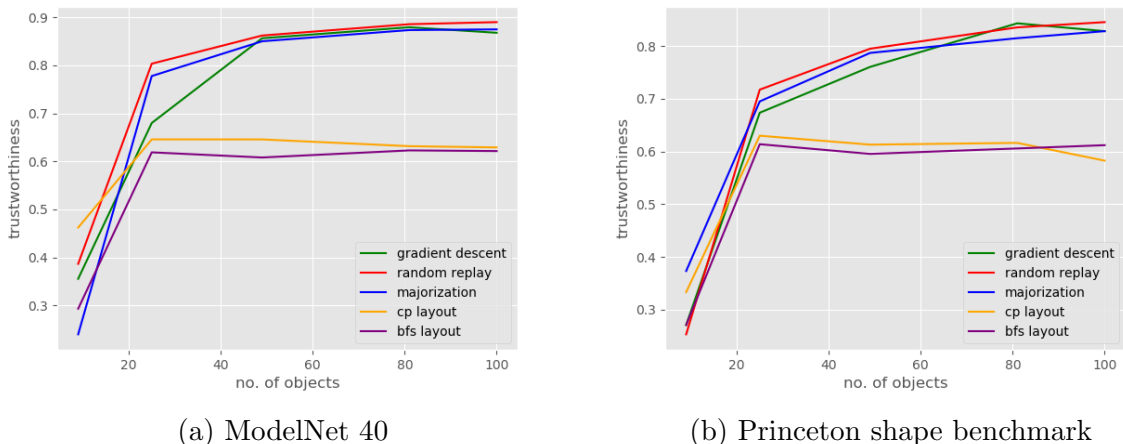 0.9
0.8
0.7
0.6
0.5
0.4
0.3
trustworthiness
20 40 60 80 100
no. of objects
gradient descent
random replay
majorization
cp layout
bfs layout
(a) ModelNet 40
0.8
0.7
0.6
0.5
0.4
0.3
trustworthiness
20 40 60 80 100
no. of objects
gradient descent
random replay
majorization
cp layout
bfs layout
(b) Princeton shape benchmark